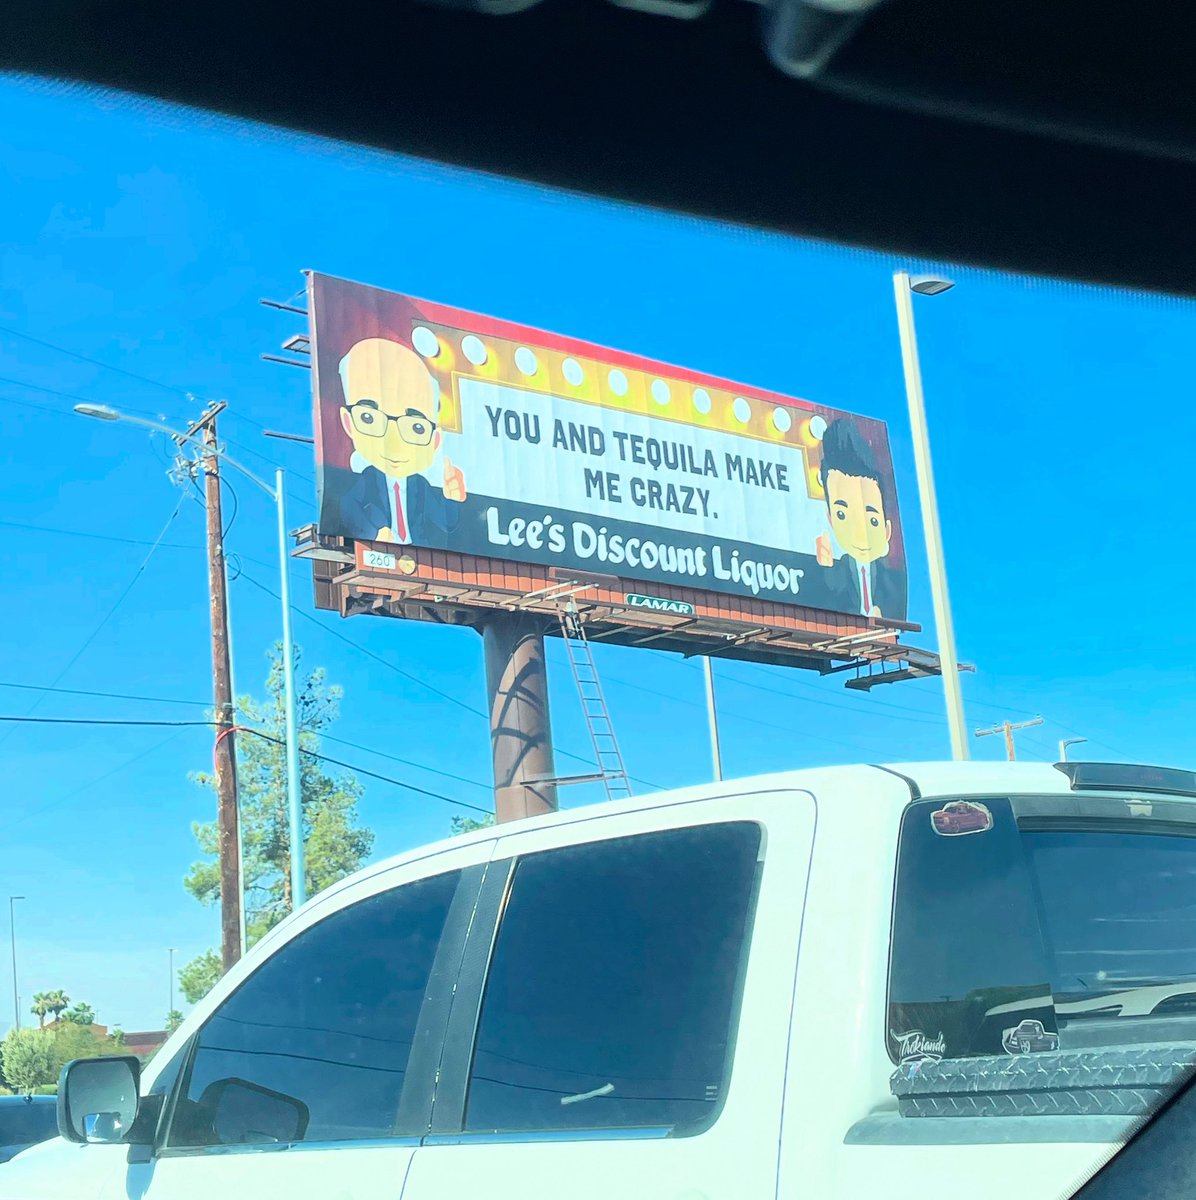 YOU AND TEQUILA MAKE
ME CRAZY.
Lee's Discount Liquor
260
LAMAR